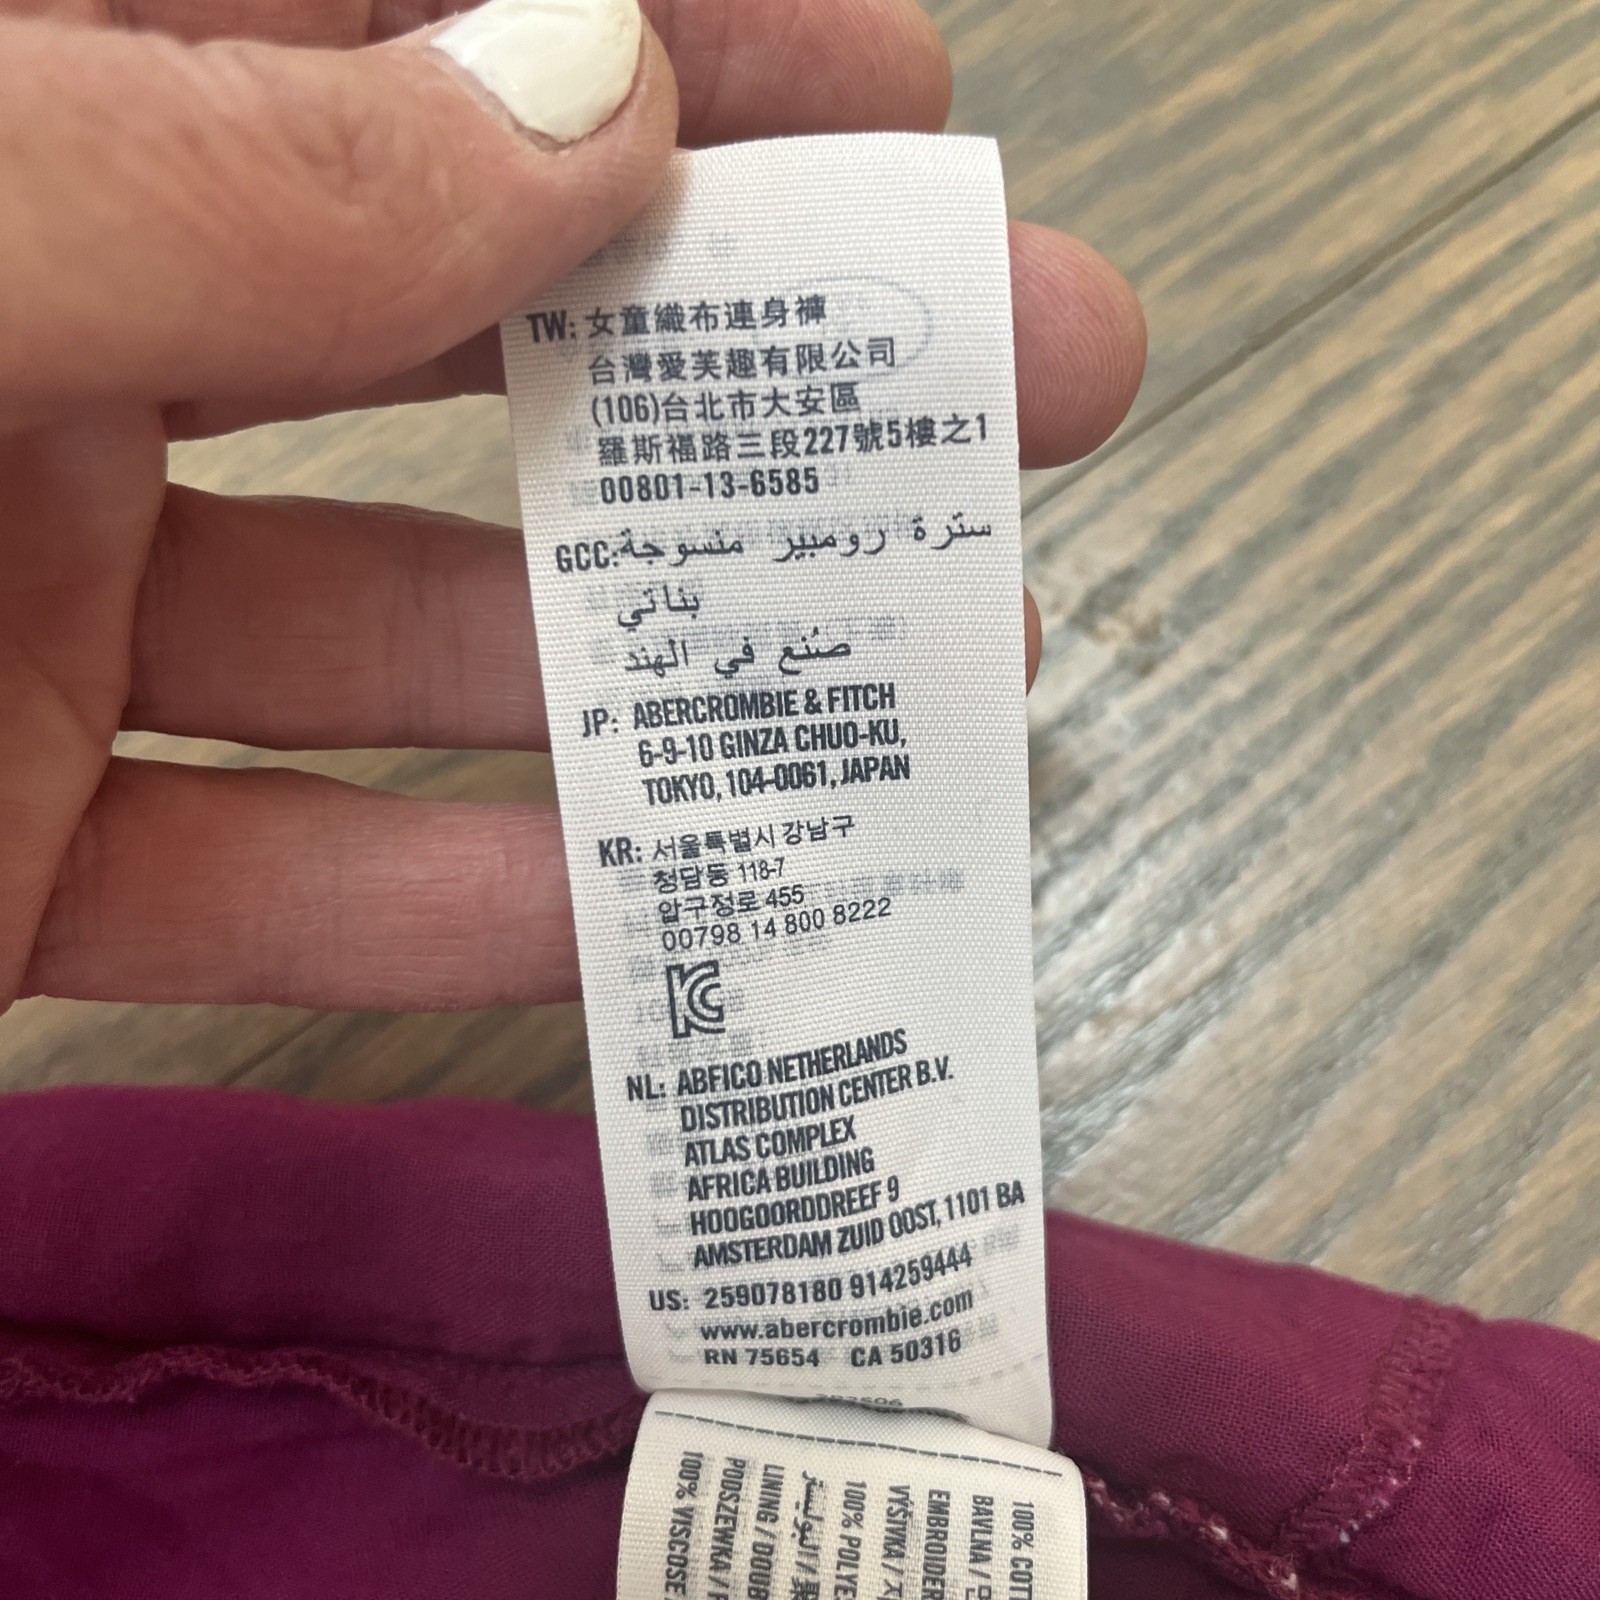 TW: 女童織布連身褲
台灣愛芙趣有限公司
(106)台北市大安區
羅斯福路三段227號5樓之1
00801-13-6585
GCC: سترة رومبير منسوجة
بناتي
صُنع في الهند
JP: ABERCROMBIE & FITCH
6-9-10 GINZA CHUO-KU,
TOKYO, 104-0061, JAPAN
KR: 서울특별시 강남구
청담동 118-7
압구정로 455
00798 14 800 8222
NL: ABFICO NETHERLANDS
DISTRIBUTION CENTER B.V.
ATLAS COMPLEX
AFRICA BUILDING
HOOGOORDDREEF 9
AMSTERDAM ZUID OOST, 1101 BA
US: 259078180 914259444
www.abercrombie.com
RN 75654 CA 50316
100% COT
BAVLNA /
EMBROIDER
VÝŠIVKA /
100% POLYE
LINING / DOUB
PODSZEWKA /
100% VISCOSE